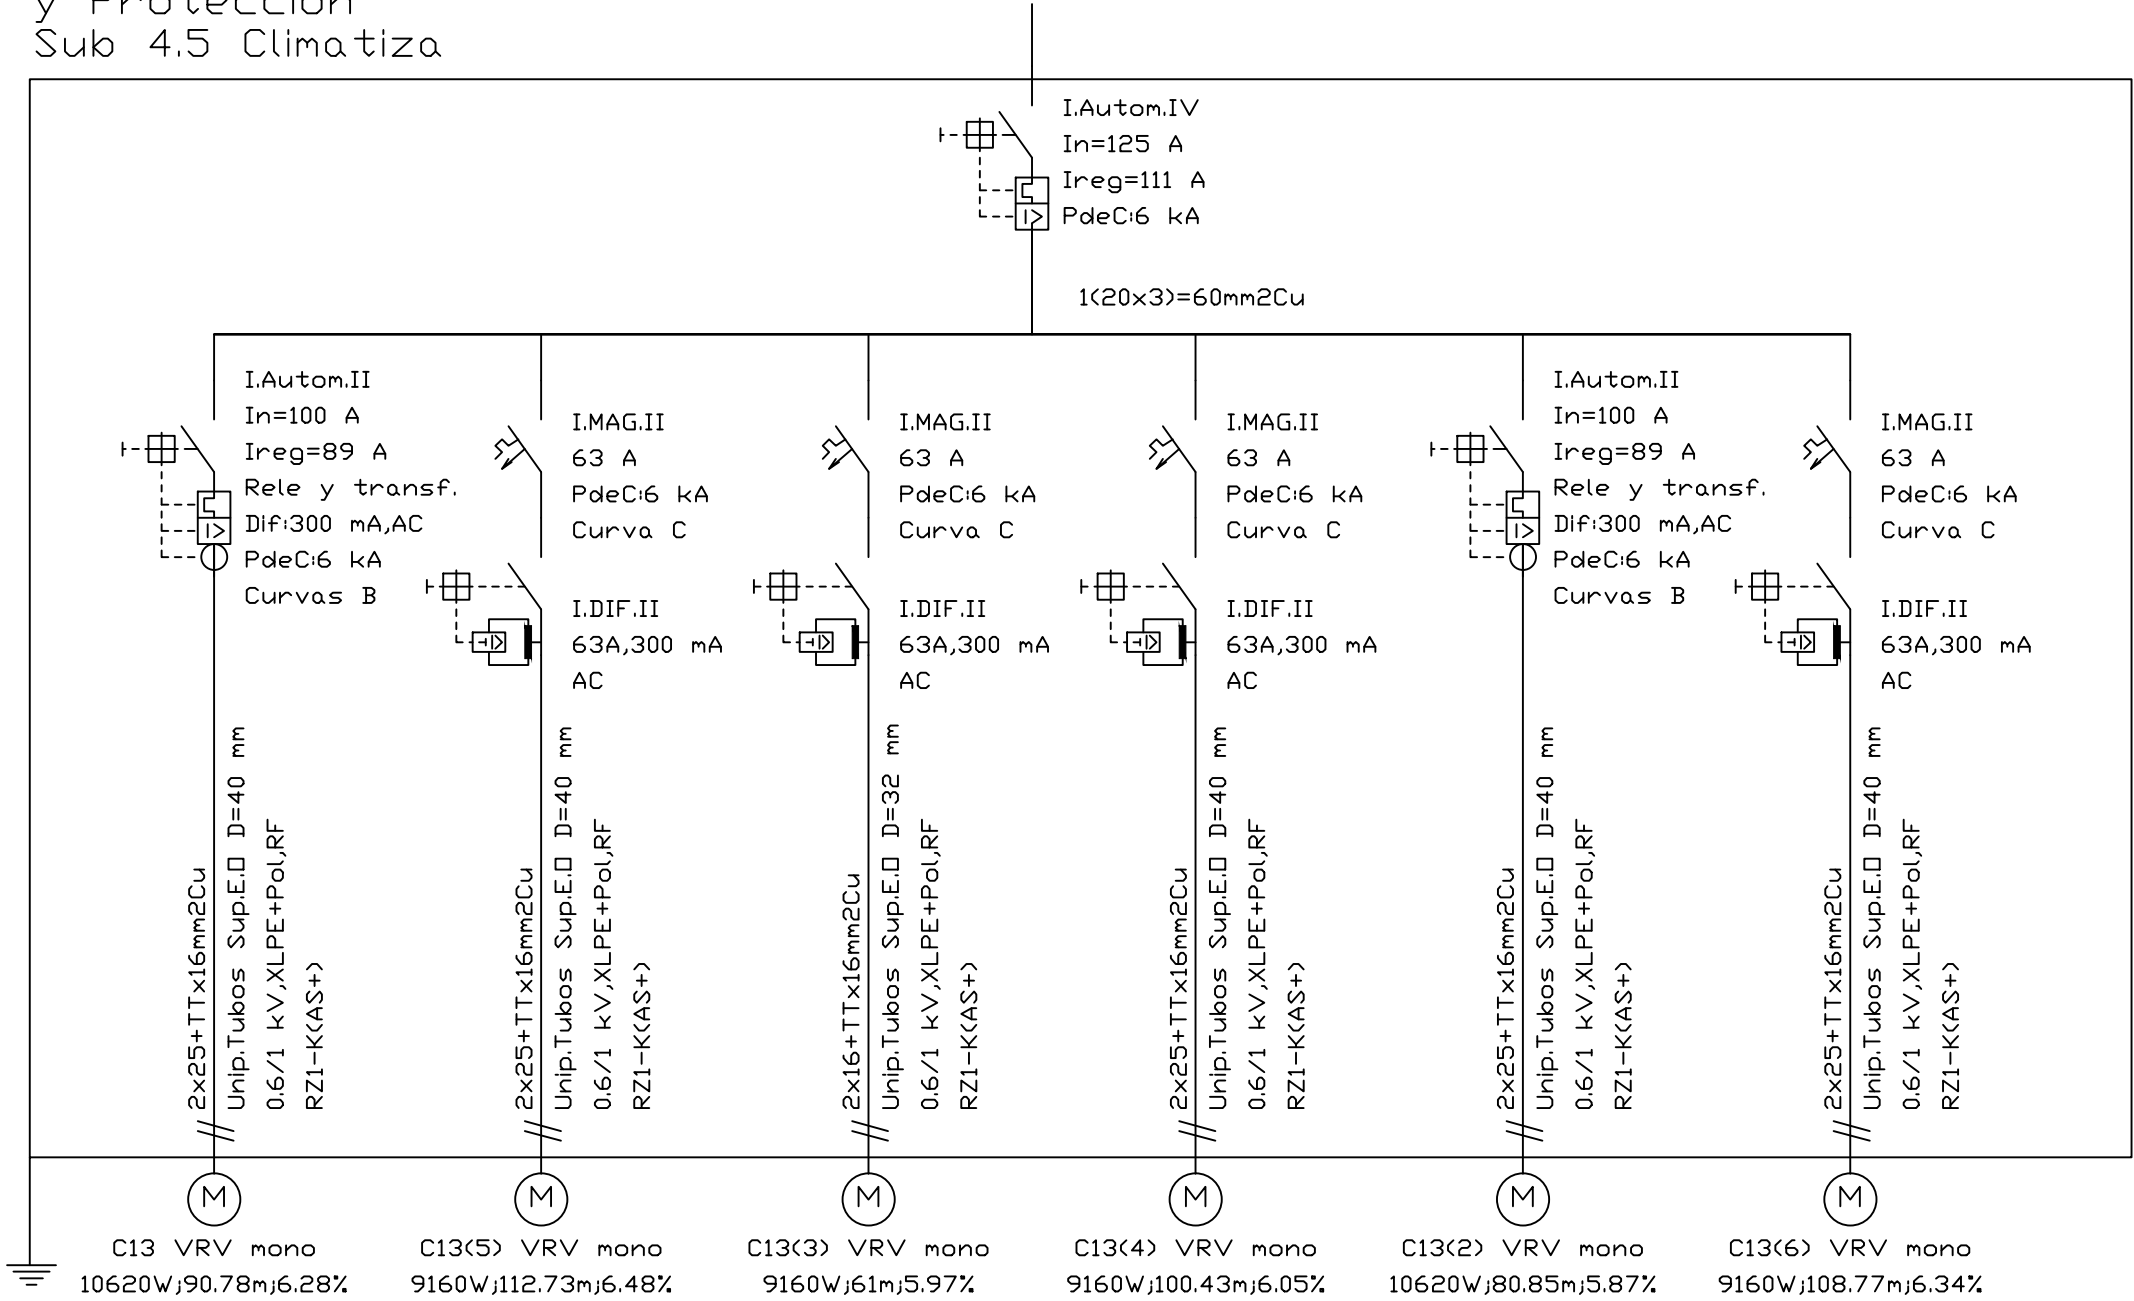 y Protección
Sub 4.5 Climatiza
I.Autom.IV
In=125 A
Ireg=111 A
PdeC:6 kA
1(20x3)=60mm2Cu
I.Autom.II
In=100 A
Ireg=89 A
Rele y transf.
Dif:300 mA,AC
PdeC:6 kA
Curvas B
2x25+TTx16mm2Cu
Unip.Tubos Sup.E.O D=40 mm
0.6/1 kV,XLPE+Pol,RF
RZ1-K(AS+)
M
C13 VRV mono
10620W;90.78m;6.28%
I.MAG.II
63 A
PdeC:6 kA
Curva C
I.DIF.II
63A,300 mA
AC
2x25+TTx16mm2Cu
Unip.Tubos Sup.E.O D=40 mm
0.6/1 kV,XLPE+Pol,RF
RZ1-K(AS+)
M
C13(5) VRV mono
9160W;112.73m;6.48%
I.MAG.II
63 A
PdeC:6 kA
Curva C
I.DIF.II
63A,300 mA
AC
2x16+TTx16mm2Cu
Unip.Tubos Sup.E.O D=32 mm
0.6/1 kV,XLPE+Pol,RF
RZ1-K(AS+)
M
C13(3) VRV mono
9160W;61m;5.97%
I.MAG.II
63 A
PdeC:6 kA
Curva C
I.DIF.II
63A,300 mA
AC
2x25+TTx16mm2Cu
Unip.Tubos Sup.E.O D=40 mm
0.6/1 kV,XLPE+Pol,RF
RZ1-K(AS+)
M
C13(4) VRV mono
9160W;100.43m;6.05%
I.Autom.II
In=100 A
Ireg=89 A
Rele y transf.
Dif:300 mA,AC
PdeC:6 kA
Curvas B
2x25+TTx16mm2Cu
Unip.Tubos Sup.E.O D=40 mm
0.6/1 kV,XLPE+Pol,RF
RZ1-K(AS+)
M
C13(2) VRV mono
10620W;80.85m;5.87%
I.MAG.II
63 A
PdeC:6 kA
Curva C
I.DIF.II
63A,300 mA
AC
2x25+TTx16mm2Cu
Unip.Tubos Sup.E.O D=40 mm
0.6/1 kV,XLPE+Pol,RF
RZ1-K(AS+)
M
C13(6) VRV mono
9160W;108.77m;6.34%